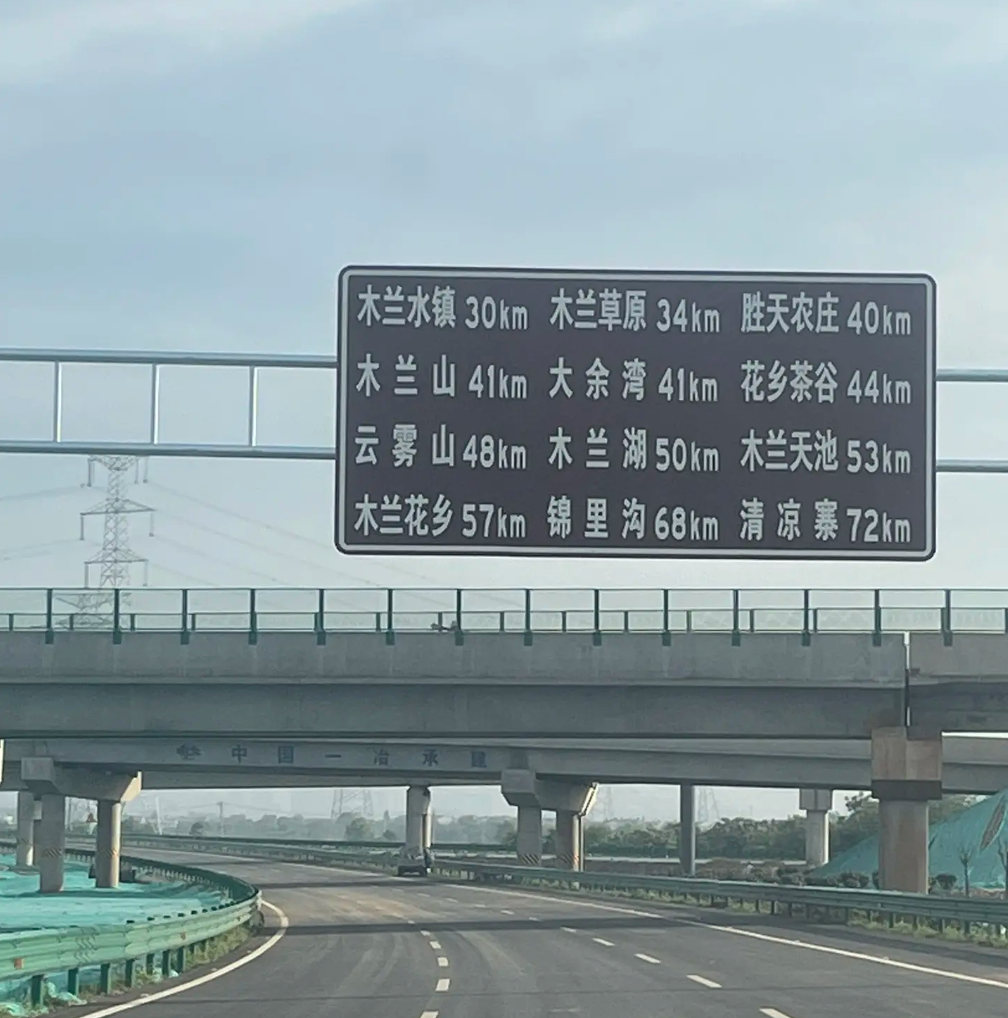 木兰水镇 30km 木兰草原 34km 胜天农庄 40km
木兰山 41km 大余湾 41km 花乡茶谷 44km
云雾山 48km 木兰湖 50km 木兰天池 53km
木兰花乡 57km 锦里沟 68km 清凉寨 72km
中国一冶承建